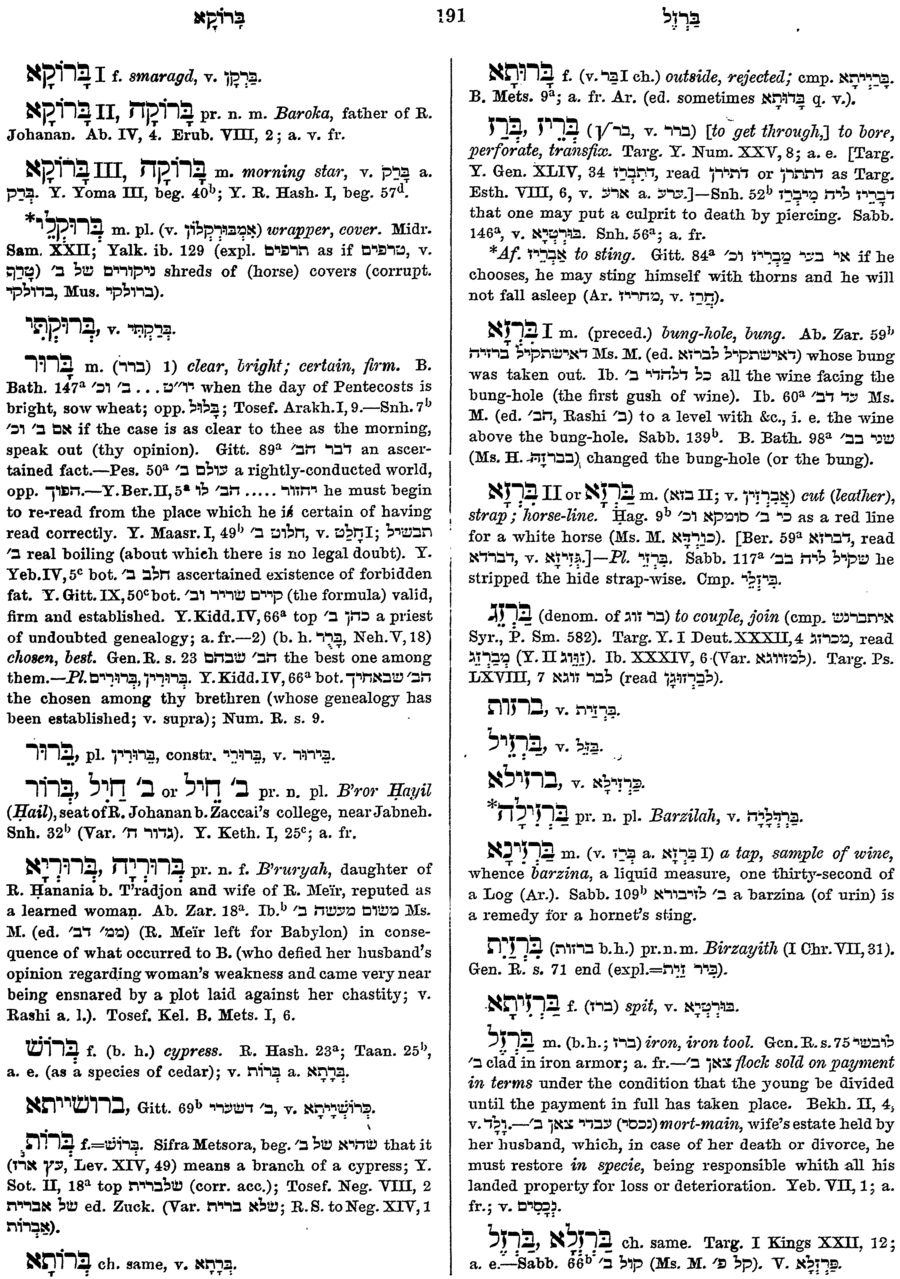 בָּרוֹקָא
191
בַּרְזֶל
בָּרוֹקָא I f. smaragd, v. בָּרְקָן.
בָּרוֹקָא II, בָּרוֹקָה pr. n. m. Baroka, father of R.
Johanan. Ab. IV, 4. Erub. VIII, 2; a. v. fr.
בָּרוֹקָא III, בָּרוֹקָה m. morning star, v. a.
Y. Yoma III, beg. 40b; Y. R. Hash. I, beg. 57d.
m. pl. (v. ) wrapper, cover. Midr.
Sam. XXII; Yalk. ib. 129 (expl. תרפים as if טרפים, v.
ניקורים של ב׳ shreds of (horse) covers (corrupt.
בדולקי, Mus. ברולקי).
בְּרוּקְתִּי, v. בָּרַקְתִּי.
בָּרוּר m. (ברר) 1) clear, bright; certain, firm. B.
Bath. 147a יו״ט ... ב׳ וכ׳ when the day of Pentecost is
bright, sow wheat; opp. בָּלוּל; Tosef. Arakh. I, 9.—Snh. 7b
אם ב׳ וכ׳ if the case is as clear to thee as the morning,
speak out (thy opinion). Gitt. 89a דבר הב׳ an ascer-
tained fact.—Pes. 50a עולם ב׳ a rightly-conducted world,
opp. הפוך.—Y. Ber. II, 5a יחזור ..... הב׳ לו he must begin
to re-read from the place which he is certain of having
read correctly. Y. Maasr. I, 49b חלוט ב׳, v. חָלַט I; תבשיל
ב׳ real boiling (about which there is no legal doubt). Y.
Yeb. IV, 5c bot. חלב ב׳ ascertained existence of forbidden
fat. Y. Gitt. IX, 50c bot. קיים שריר וב׳ (the formula) valid,
firm and established. Y. Kidd. IV, 66a top כהן ב׳ a priest
of undoubted genealogy; a. fr.—2) (b. h. בָּרֻר, Neh. V, 18)
chosen, best. Gen. R. s. 23 הב׳ שבהם the best one among
them.—Pl. בְּרוּרִים, בְּרוּרִין. Y. Kidd. IV, 66a bot. הב׳ שבאחיך
the chosen among thy brethren (whose genealogy has
been established; v. supra); Num. R. s. 9.
בֵּרוּר, pl. בֵּרוּרִין, constr. בֵּרוּרֵי, v. בֵּירוּר.
בְּרוֹר, ב׳ חֵיל or ב׳ חַיִל pr. n. pl. B'ror Ḥayil
(Ḥail), seat of R. Johanan b. Zaccai's college, near Jabneh.
Snh. 32b (Var. גדור ח׳). Y. Keth. I, 25c; a. fr.
בְּרוּרְיָא, בְּרוּרְיָה pr. n. f. B'ruryah, daughter of
R. Ḥanania b. T'radjon and wife of R. Meïr, reputed as
a learned woman. Ab. Zar. 18a. Ib.b משום מעשה ב׳ Ms.
M. (ed. ממ׳ דב׳) (R. Meïr left for Babylon) in conse-
quence of what occurred to B. (who defied her husband's
opinion regarding woman's weakness and came very near
being ensnared by a plot laid against her chastity; v.
Rashi a. l.). Tosef. Kel. B. Mets. I, 6.
בְּרוֹשׁ f. (b. h.) cypress. R. Hash. 23a; Taan. 25b,
a. e. (as a species of cedar); v. בְּרוֹת a. בְּרָתָא.
ברושייתא, Gitt. 69b דשערי ב׳, v.
בְּרוֹת f.=בְּרוֹשׁ. Sifra Metsora, beg. שהיא של ב׳ that it
(עץ ארז, Lev. XIV, 49) means a branch of a cypress; Y.
Sot. II, 18a top שלברית (corr. acc.); Tosef. Neg. VIII, 2
של אברית ed. Zuck. (Var. שלא ברית; R. S. to Neg. XIV, 1
אַבְרוֹת).
בְּרוֹתָא ch. same, v. בְּרָתָא.
בָּרוּתָא f. (v. בַּר I ch.) outside, rejected; cmp. בָּרַיְיתָא.
B. Mets. 9a; a. fr. Ar. (ed. sometimes בַּדּוּתָא q. v.).
בְּרַז, בְּרֵיז (√בר, v. ברר) [to get through,] to bore,
perforate, transfix. Targ. Y. Num. XXV, 8; a. e. [Targ.
Y. Gen. XLIV, 34 דתברז, read דתירון or דתתרן as Targ.
Esth. VIII, 6, v. ארע a. ערע.]—Snh. 52b דבריז ליה מיברז
that one may put a culprit to death by piercing. Sabb.
146a, v. בּוּרְטְיָא. Snh. 56a; a. fr.
*Af. אַבְרֵיז to sting. Gitt. 84a אי בעי מבריז וכ׳ if he
chooses, he may sting himself with thorns and he will
not fall asleep (Ar. מחריז, v. חֲרַז).
בַּרְזָא I m. (preced.) bung-hole, bung. Ab. Zar. 59b
דאישתקיל ברזיה Ms. M. (ed. דאישתקיל לברזא) whose bung
was taken out. Ib. כל דלהדי ב׳ all the wine facing the
bung-hole (the first gush of wine). Ib. 60a עד דב׳ Ms.
M. (ed. הב׳, Rashi ב׳) to a level with &c., i. e. the wine
above the bung-hole. Sabb. 139b. B. Bath. 98a שני בב׳
(Ms. H. בברזה), changed the bung-hole (or the bung).
בִּרְזָא II or בַּרְזָא m. (בזא II; v. אֲבַרְזִין) cut (leather),
strap; horse-line. Ḥag. 9b כי ב׳ סומקא וכ׳ as a red line
for a white horse (Ms. M. ). [Ber. 59a דברזא, read
דברדא, v. גְּזִיזָא.]—Pl. בַּרְזֵי. Sabb. 117a שקיל ליה בב׳ he
stripped the hide strap-wise. Cmp. בִּיזְלֵי.
בַּרְזֵג (denom. of בר זוג) to couple, join (cmp. איתברנש
Syr., P. Sm. 582). Targ. Y. I Deut. XXXII, 4 מכרזג, read
מְבַרְזֵג (Y. II זַוֵּוג). Ib. XXXIV, 6 (Var. למזווגא). Targ. Ps.
LXVIII, 7 לבר זוגא (read לְבַרְזוּגָן).
ברזות, v. בִּרְזַיִת.
בַּרְזֵיל, v. בַּזֵּל.
ברזילא, v. בַּרְזִילָא.
*בַּרְזִילָה pr. n. pl. Barzilah, v. בַּרְדְּלַיָּה.
בַּרְזִינָא m. (v. בְּרַז a. בַּרְזָא I) a tap, sample of wine,
whence barzina, a liquid measure, one thirty-second of
a Log (Ar.). Sabb. 109b ב׳ לזיבורא a barzina (of urin) is
a remedy for a hornet's sting.
בִּרְזַיִת (ברזות b. h.) pr. n. m. Birzayith (I Chr. VII, 31).
Gen. R. s. 71 end (expl.=בֵּיר זַיִת).
בַּרְזִיתָא f. (ברז) spit, v. בּוּרְטְיָא.
בַּרְזֶל m. (b. h.; ברז) iron, iron tool. Gen. R. s. 75 לובשי
ב׳ clad in iron armor; a. fr.—צאן ב׳ flock sold on payment
in terms under the condition that the young be divided
until the payment in full has taken place. Bekh. II, 4,
v. וָלָד.—עבדי צאן ב׳ (נכסי) mort-main, wife's estate held by
her husband, which, in case of her death or divorce, he
must restore in specie, being responsible whith all his
landed property for loss or deterioration. Yeb. VII, 1; a.
fr.; v. נְכָסִים.
בַּרְזְלָא, בַּרְזֶל ch. same. Targ. I Kings XXII, 12;
a. e.—Sabb. 66b קול ב׳ (Ms. M. קל פ׳). V. פַּרְזְלָא.